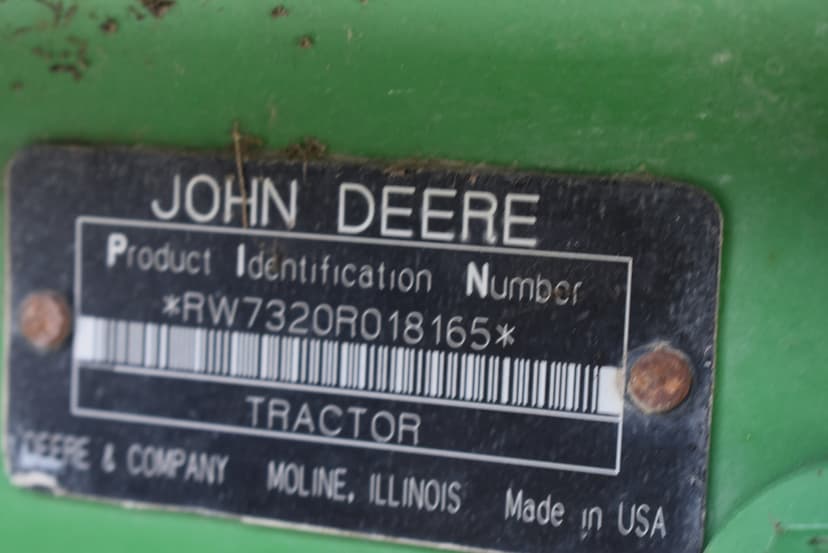 JOHN DEERE
Product Identification Number
*RW7320R018165*
TRACTOR
DEERE & COMPANY MOLINE, ILLINOIS Made in USA